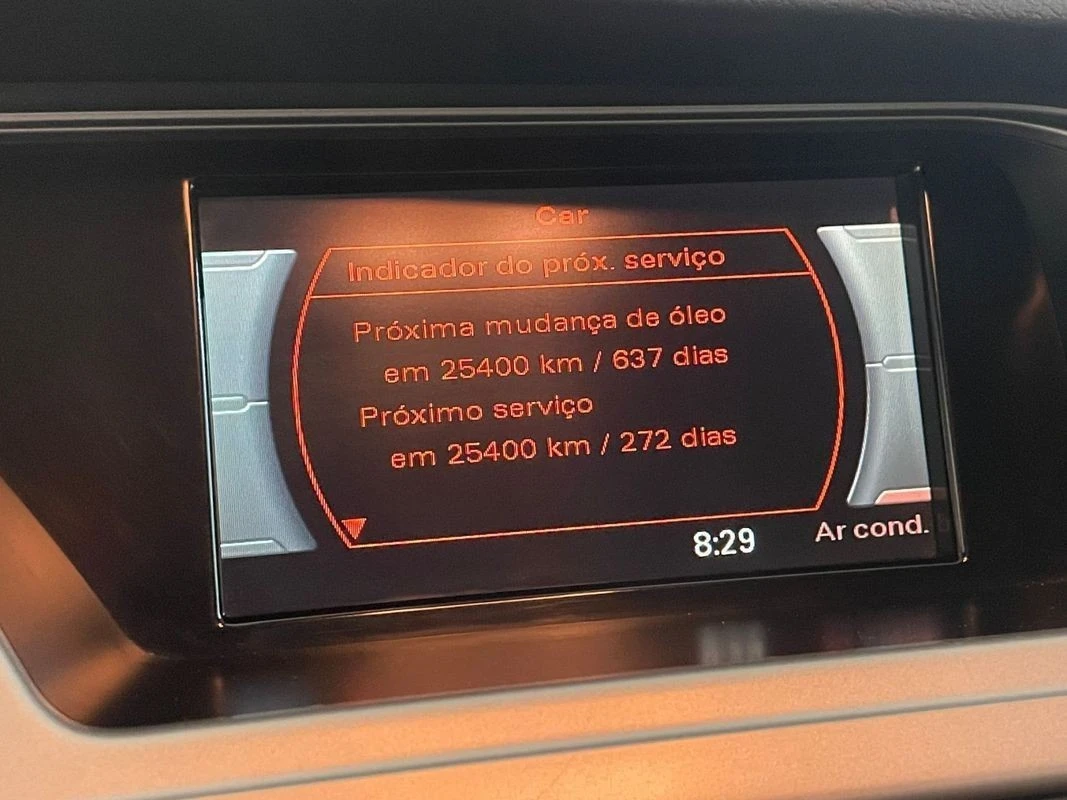 Car
Indicador do próx. serviço
Próxima mudança de óleo
em 25400 km / 637 dias
Próximo serviço
em 25400 km / 272 dias
8:29
Ar cond.